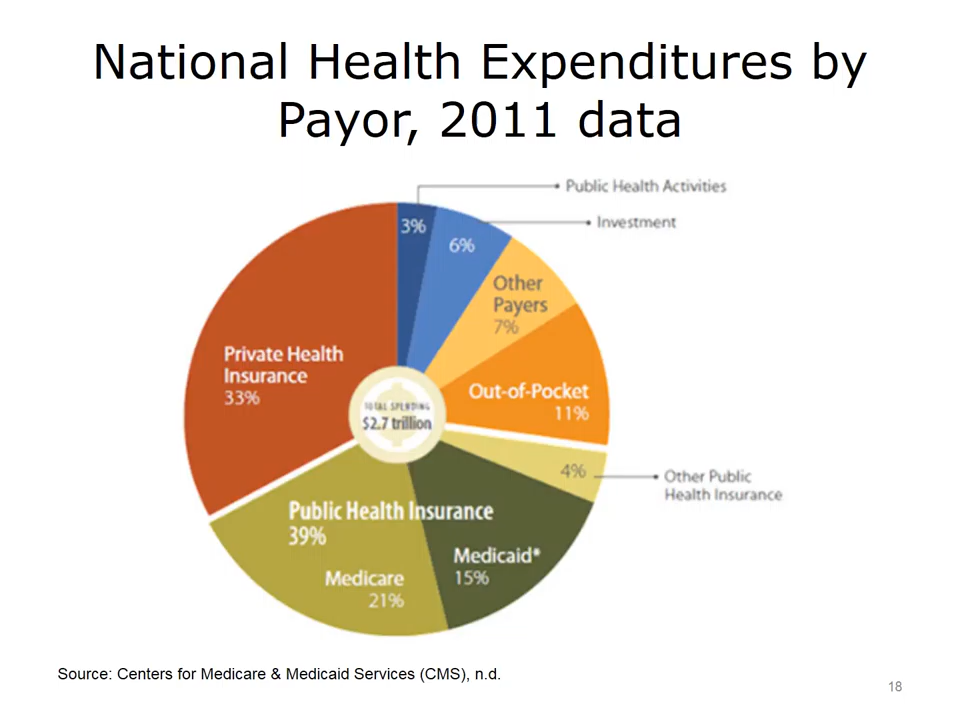 National Health Expenditures by
Payor, 2011 data
Public Health Activities
3%
Investment
6%
Other
Payers
7%
Private Health
Insurance
33%
Out-of-Pocket
11%
TOTAL SPENDING
$2.7 trillion
4%
Other Public
Health Insurance
Public Health Insurance
39%
Medicaid*
15%
Medicare
21%
Source: Centers for Medicare & Medicaid Services (CMS), n.d.
18